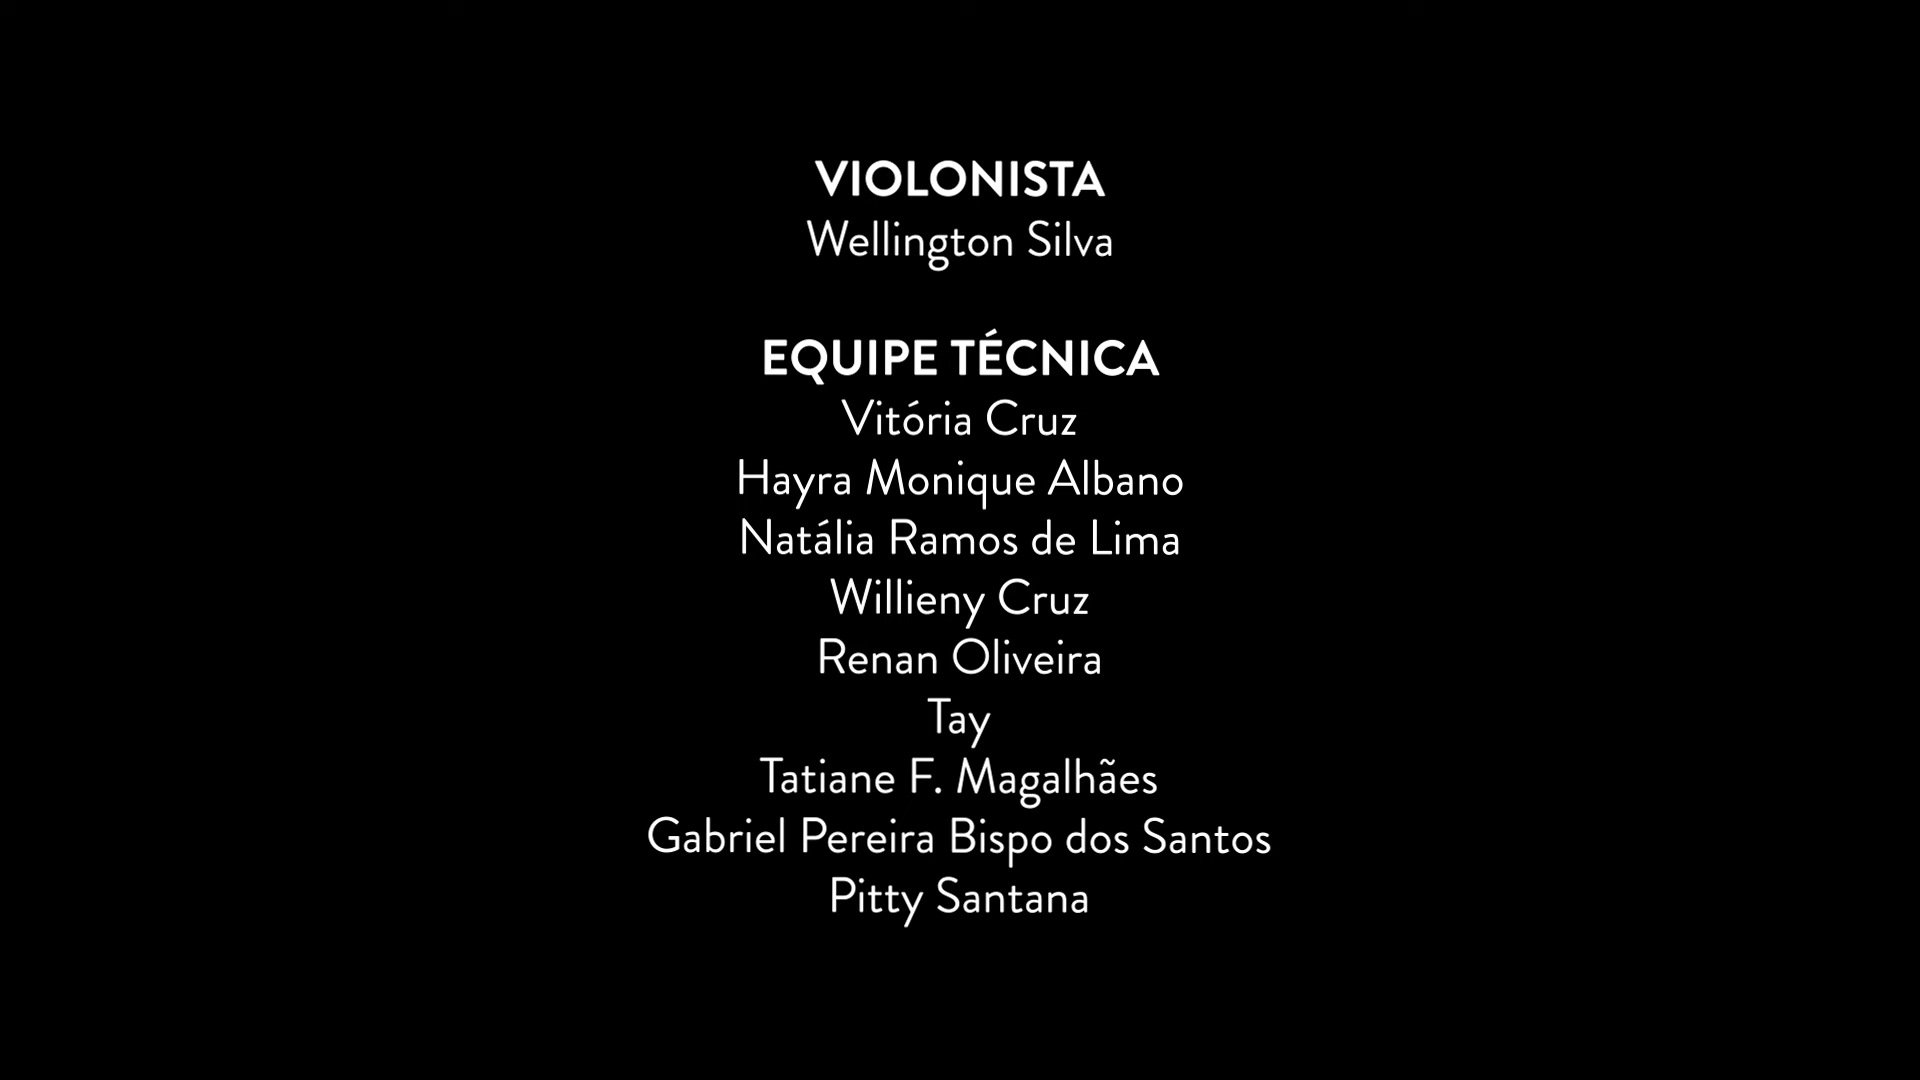 VIOLONISTA
Wellington Silva
EQUIPE TÉCNICA
Vitória Cruz
Hayra Monique Albano
Natália Ramos de Lima
Willieny Cruz
Renan Oliveira
Tay
Tatiane F. Magalhães
Gabriel Pereira Bispo dos Santos
Pitty Santana